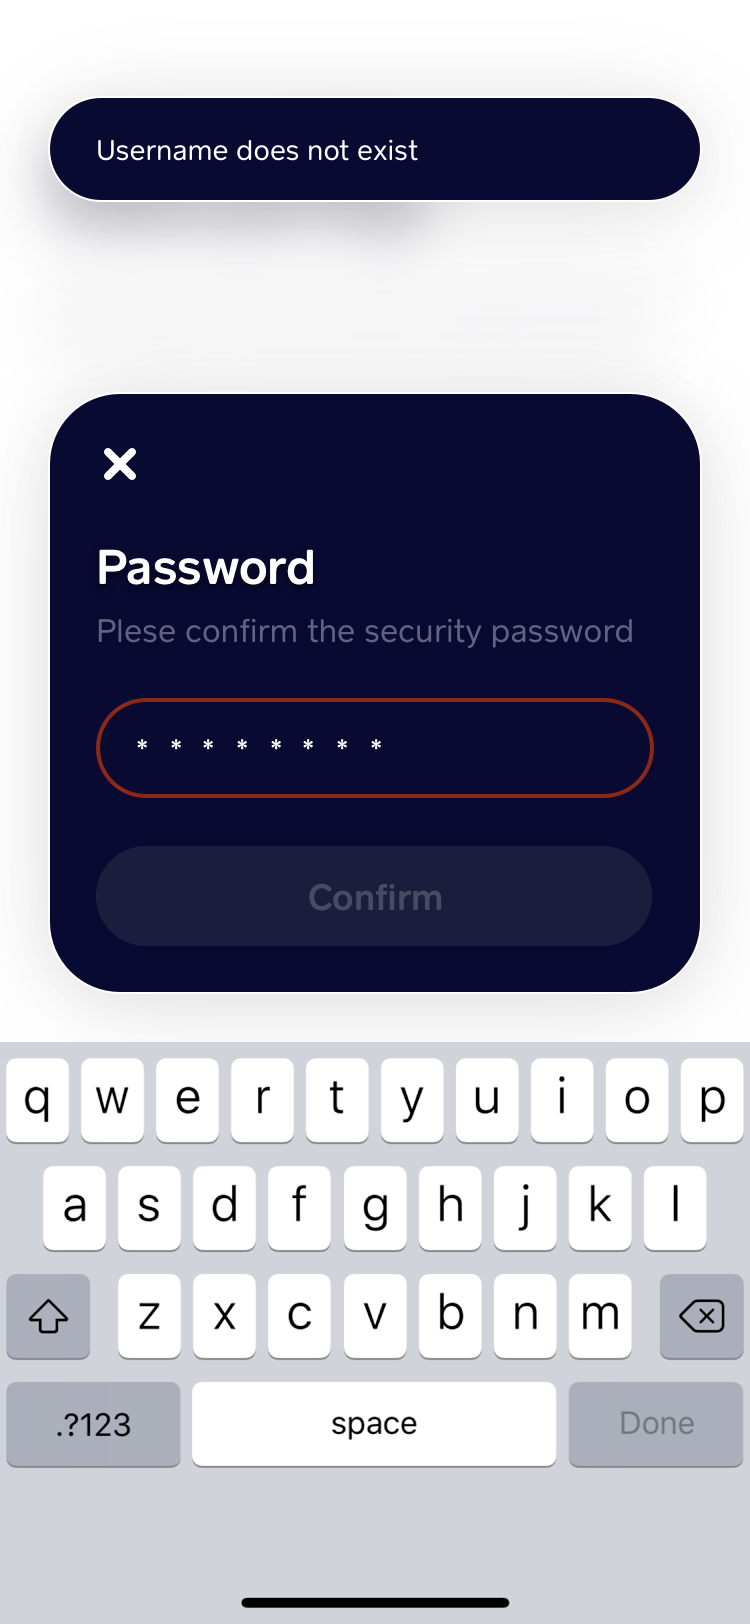 Username does not exist
Password
Plese confirm the security password
* * * * * * * *
Confirm
q w e r t y u i o p
a s d f g h j k l
z x c v b n m
.?123 space Done